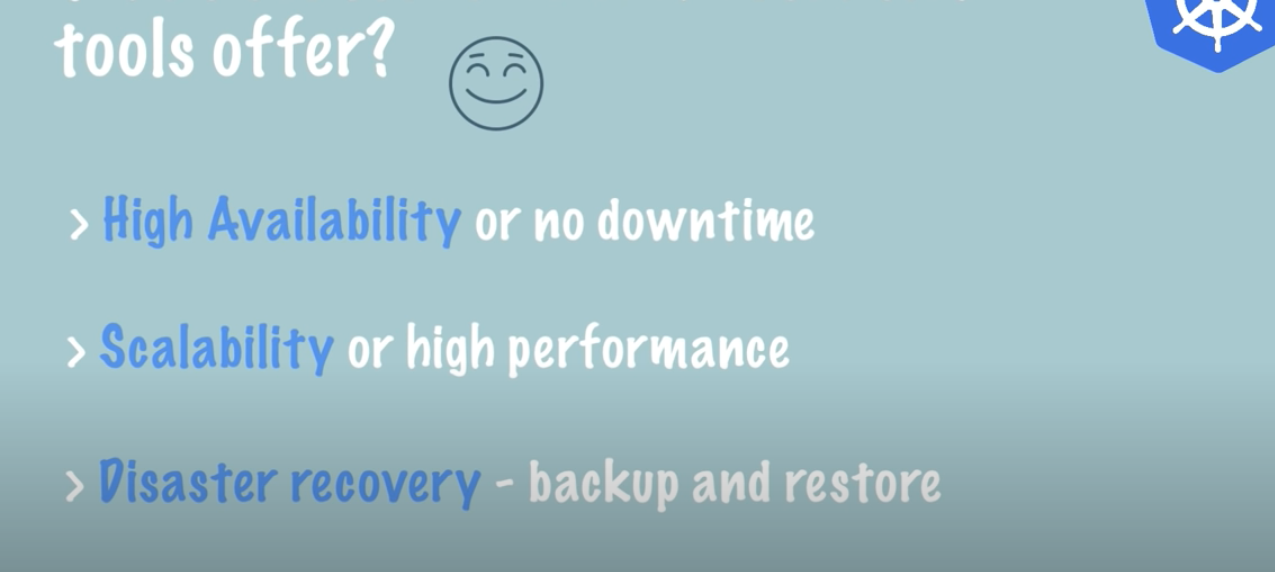 tools offer?
> High Availability or no downtime
> Scalability or high performance
> Disaster recovery - backup and restore